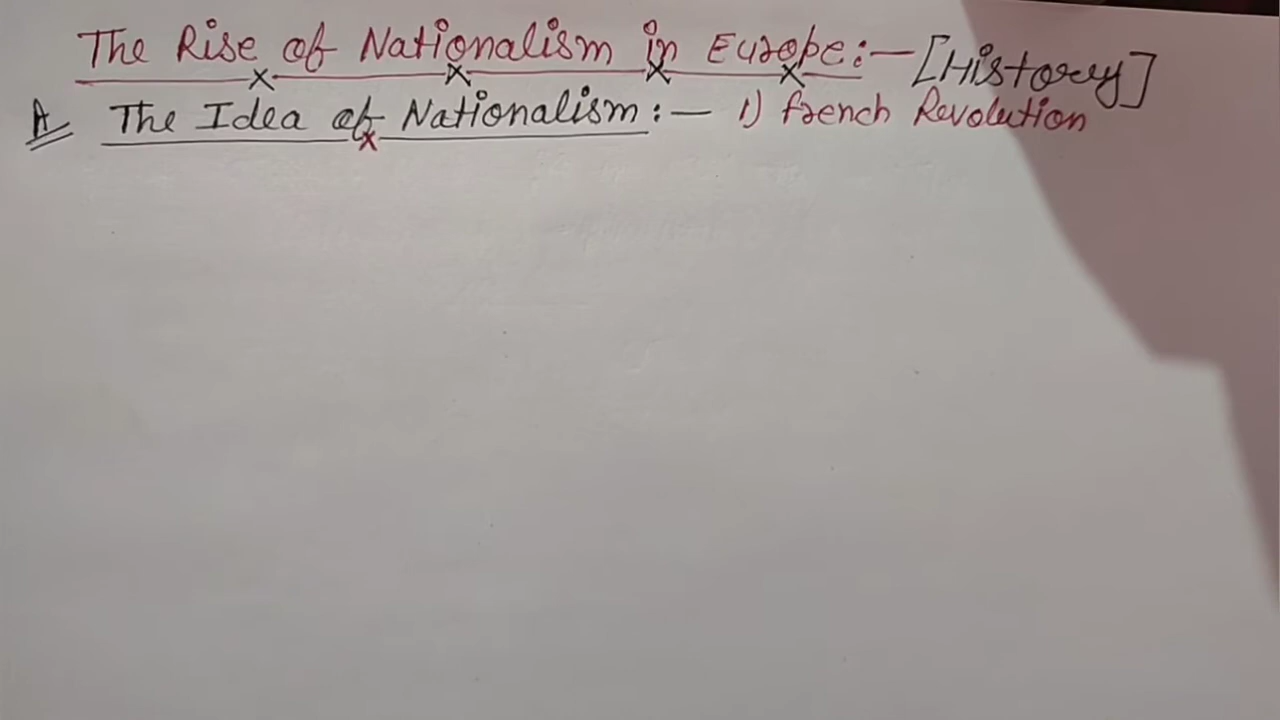 The Rise of Nationalism in Europe:— [History]
A The Idea of Nationalism:— 1) French Revolution